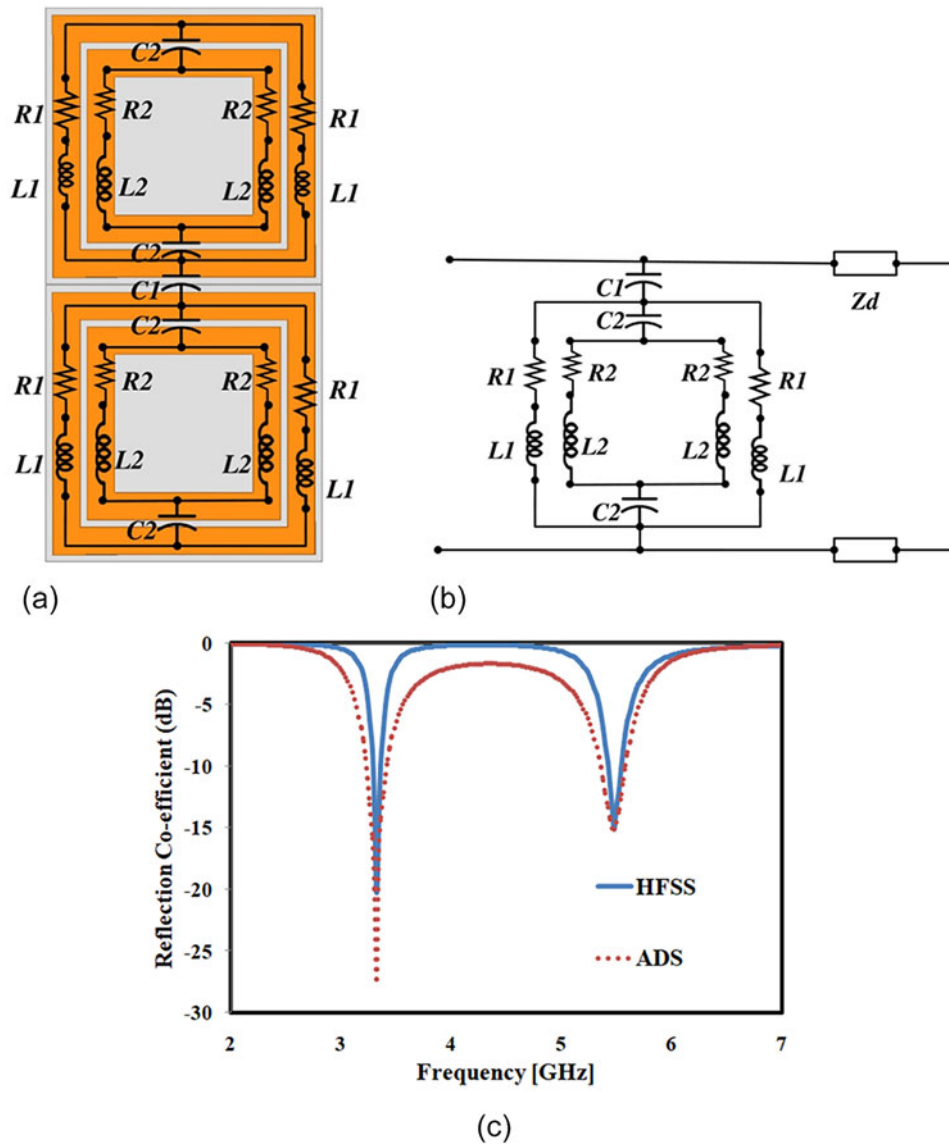 C2
R1 R2 R2 R1
L1 L2 L2 L1
C2
C1
C2
R1 R2 R2 R1
L1 L2 L2 L1
C2
(a)
C1
Zd
C2
R1 R2 R2 R1
L1 L2 L2 L1
C2
(b)
Reflection Co-efficient (dB)
0
-5
-10
-15
-20
-25
-30
HFSS
ADS
2 3 4 5 6 7
Frequency [GHz]
(c)